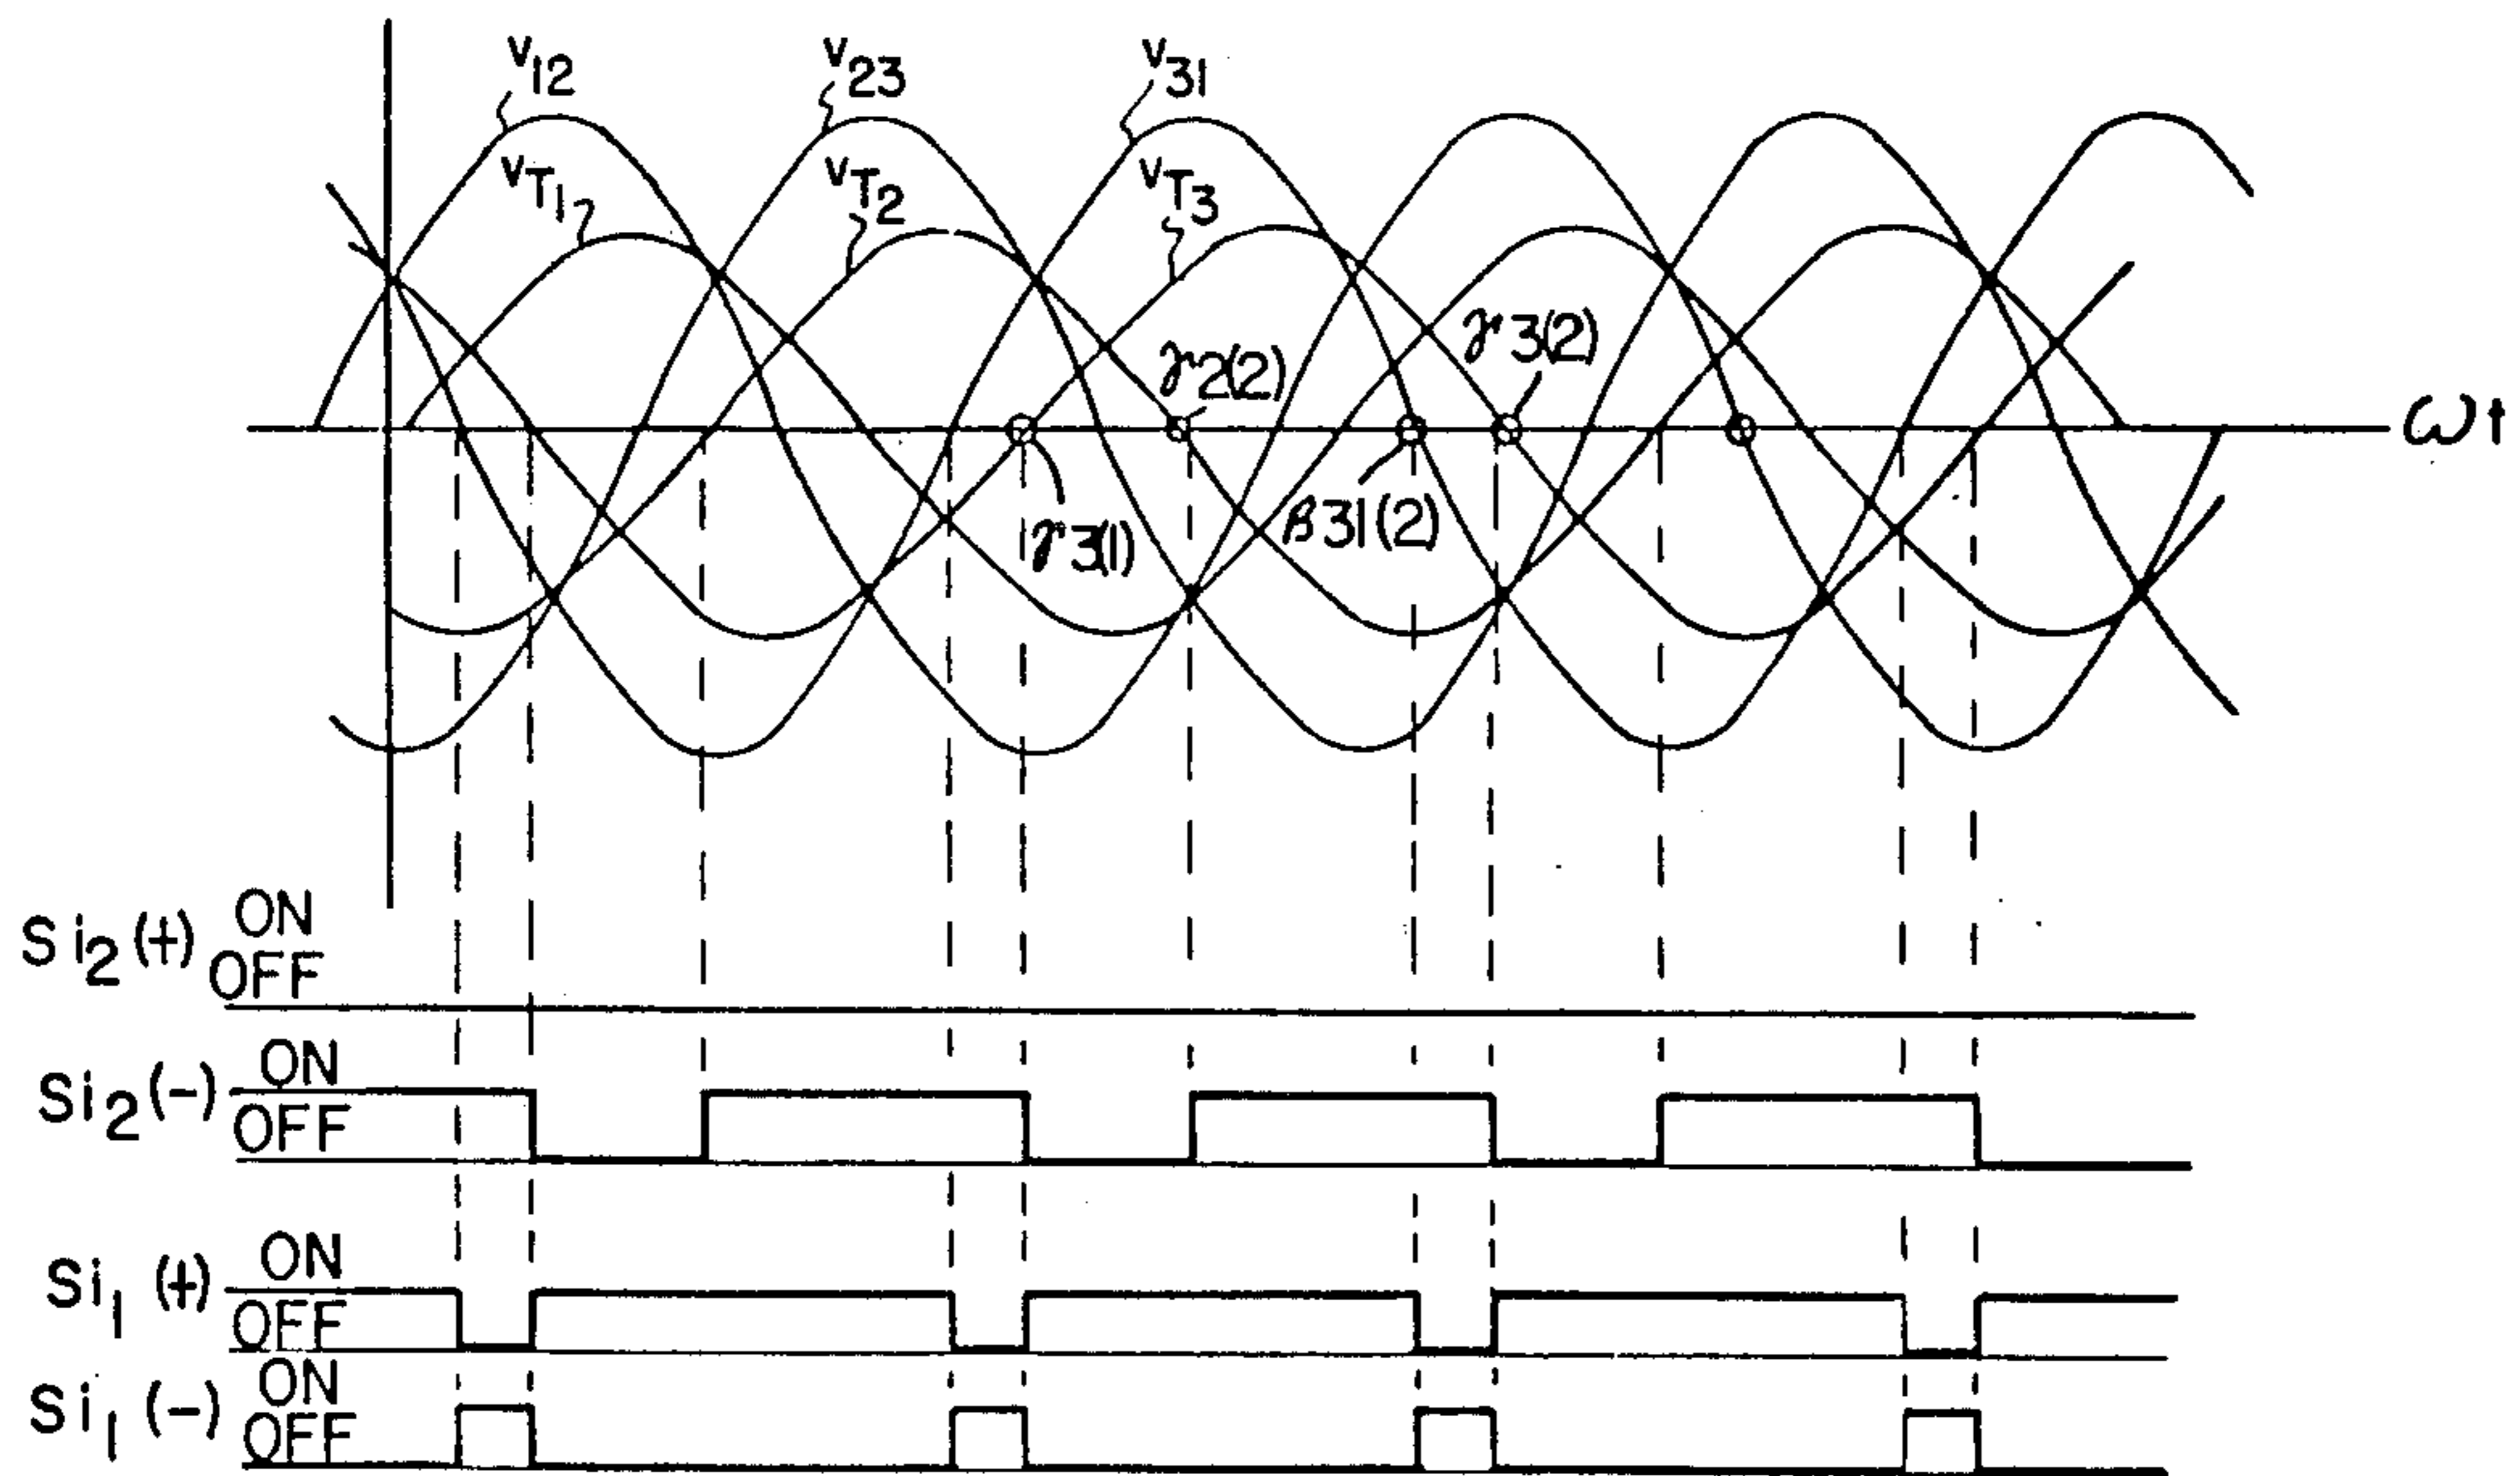 v12 v23 v31
vT1 vT2 vT3
γ2(2) γ3(2)
ωt
γ3(1) β31(2)
Si2(+) ON
OFF
Si2(-) ON
OFF
Si1(+) ON
OFF
Si1(-) ON
OFF